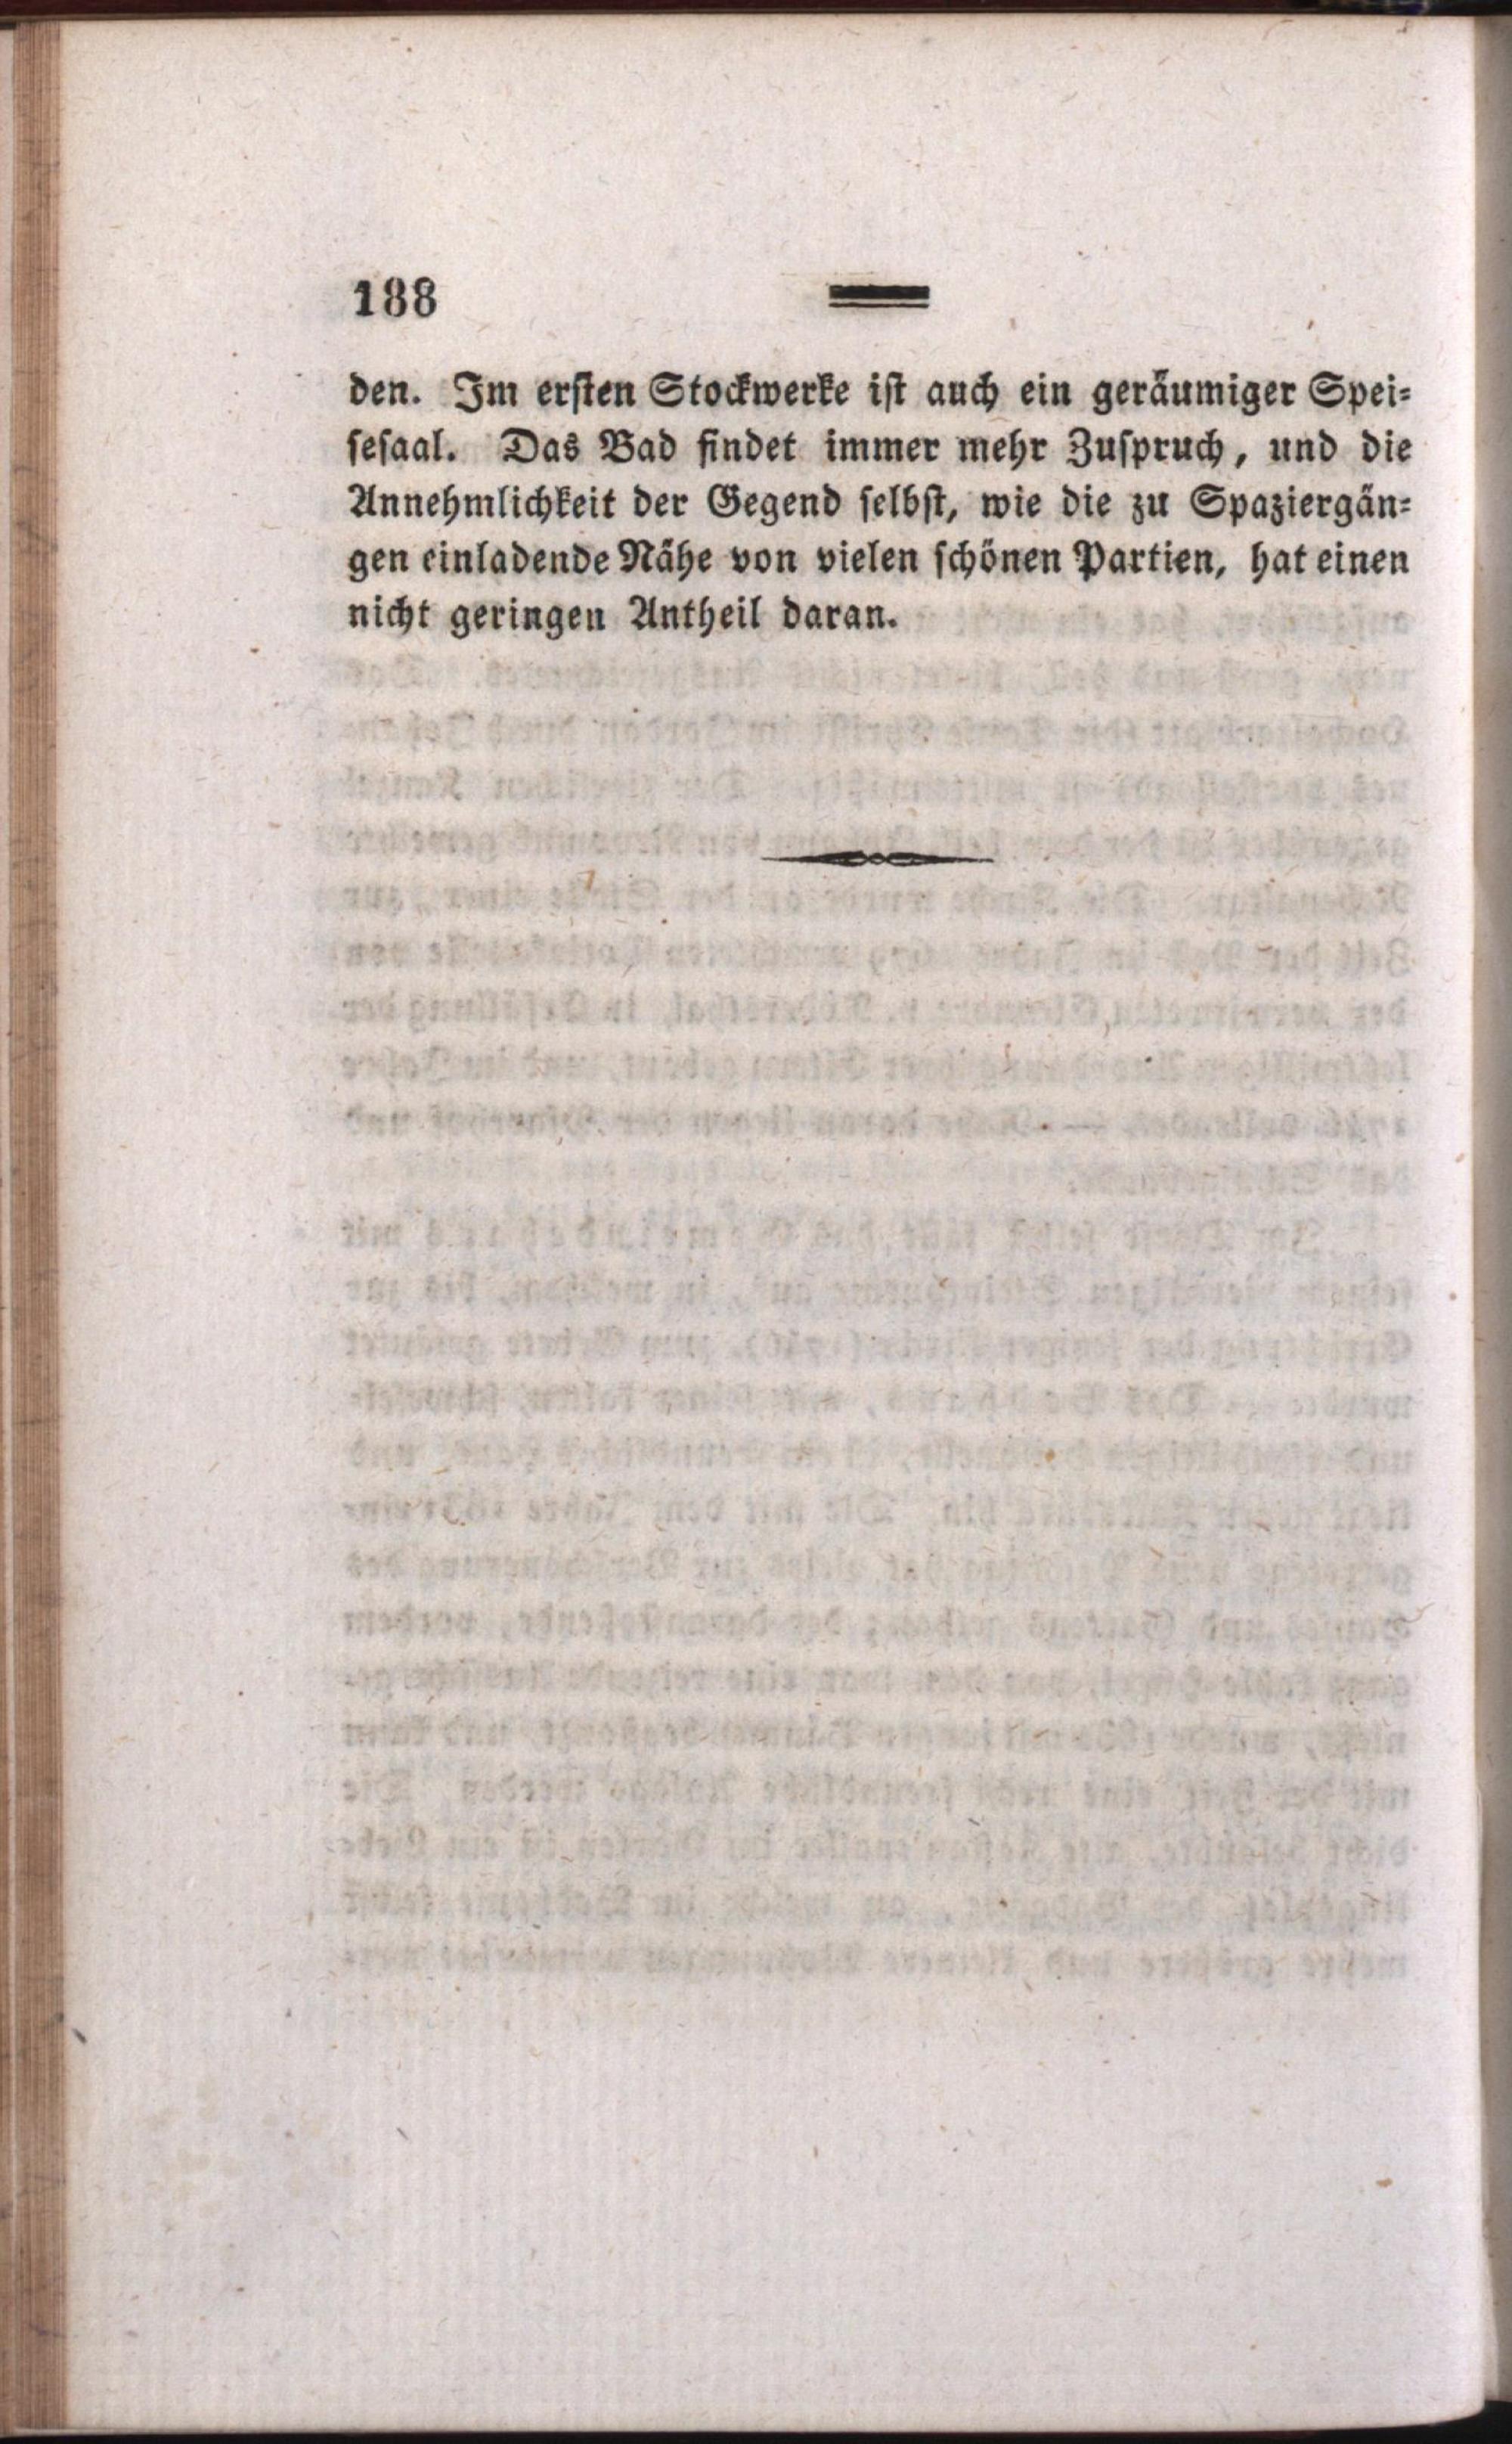 188
den. Im ersten Stockwerke ist auch ein geräumiger Spei-
sesaal. Das Bad findet immer mehr Zuspruch, und die
Annehmlichkeit der Gegend selbst, wie die zu Spaziergän-
gen einladende Nähe von vielen schönen Partien, hat einen
nicht geringen Antheil daran.